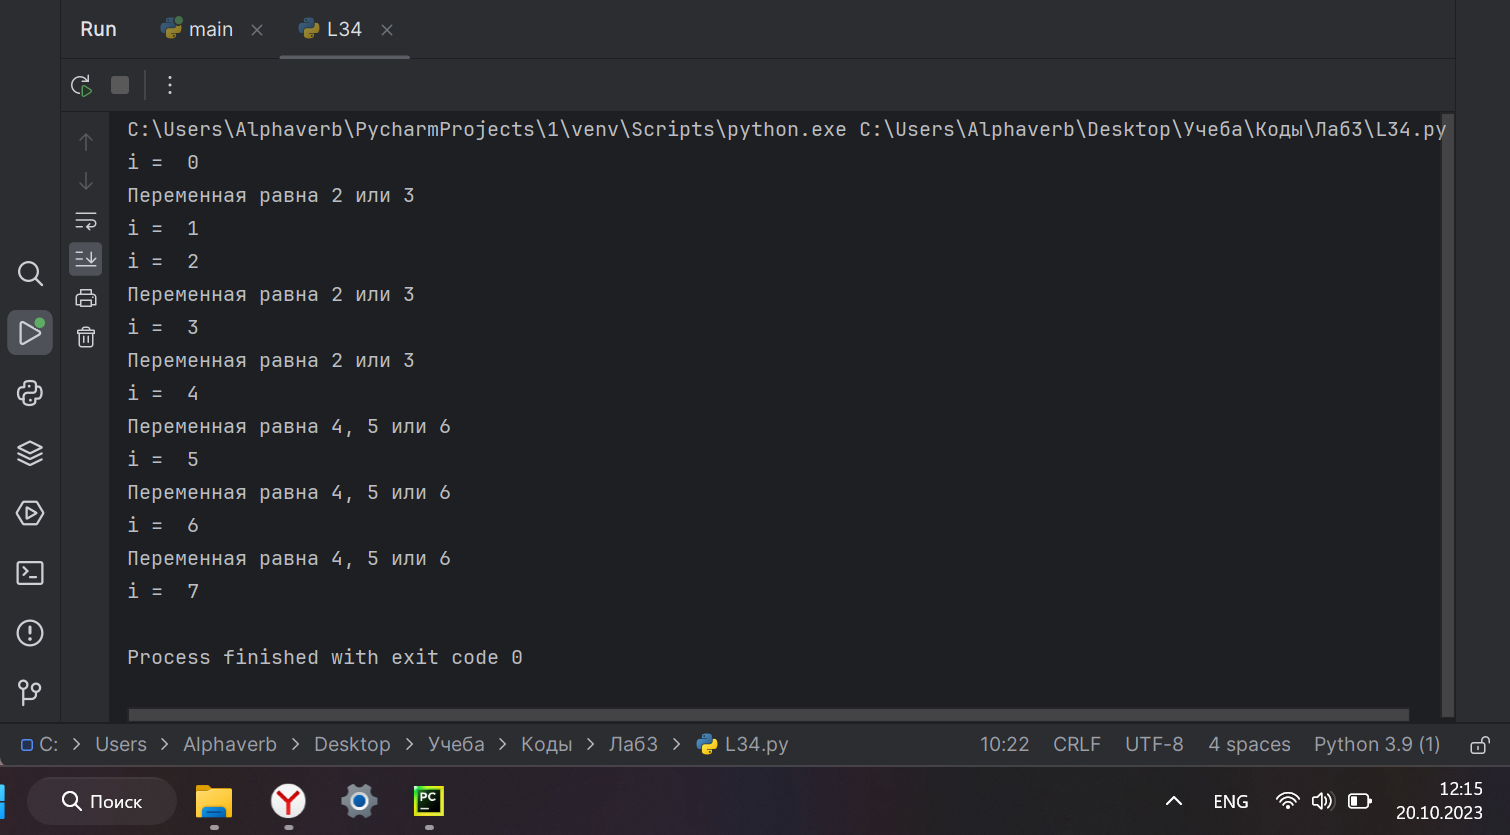 Run main L34
C:\Users\Alphaverb\PycharmProjects\1\venv\Scripts\python.exe C:\Users\Alphaverb\Desktop\Учеба\Коды\Лаб3\L34.py
i =  0
Переменная равна 2 или 3
i =  1
i =  2
Переменная равна 2 или 3
i =  3
Переменная равна 2 или 3
i =  4
Переменная равна 4, 5 или 6
i =  5
Переменная равна 4, 5 или 6
i =  6
Переменная равна 4, 5 или 6
i =  7
Process finished with exit code 0
C: > Users > Alphaverb > Desktop > Учеба > Коды > Лаб3 > L34.py 10:22 CRLF UTF-8 4 spaces Python 3.9 (1)
Поиск PC ENG 12:15
20.10.2023